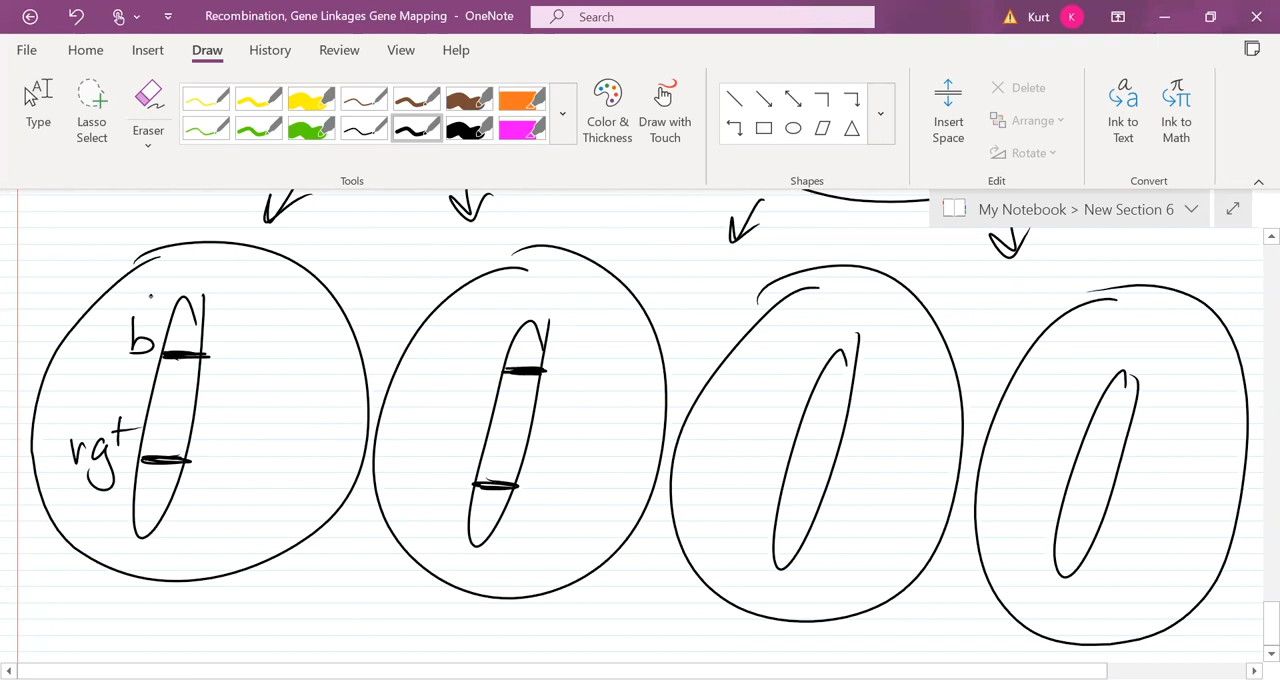 Recombination, Gene Linkages Gene Mapping - OneNote
Search
Kurt
K
File
Home
Insert
Draw
History
Review
View
Help
Type
Lasso Select
Eraser
Color & Thickness
Draw with Touch
Insert Space
Delete
Arrange
Rotate
Ink to Text
Ink to Math
Tools
Shapes
Edit
Convert
My Notebook > New Section 6
b
rg+